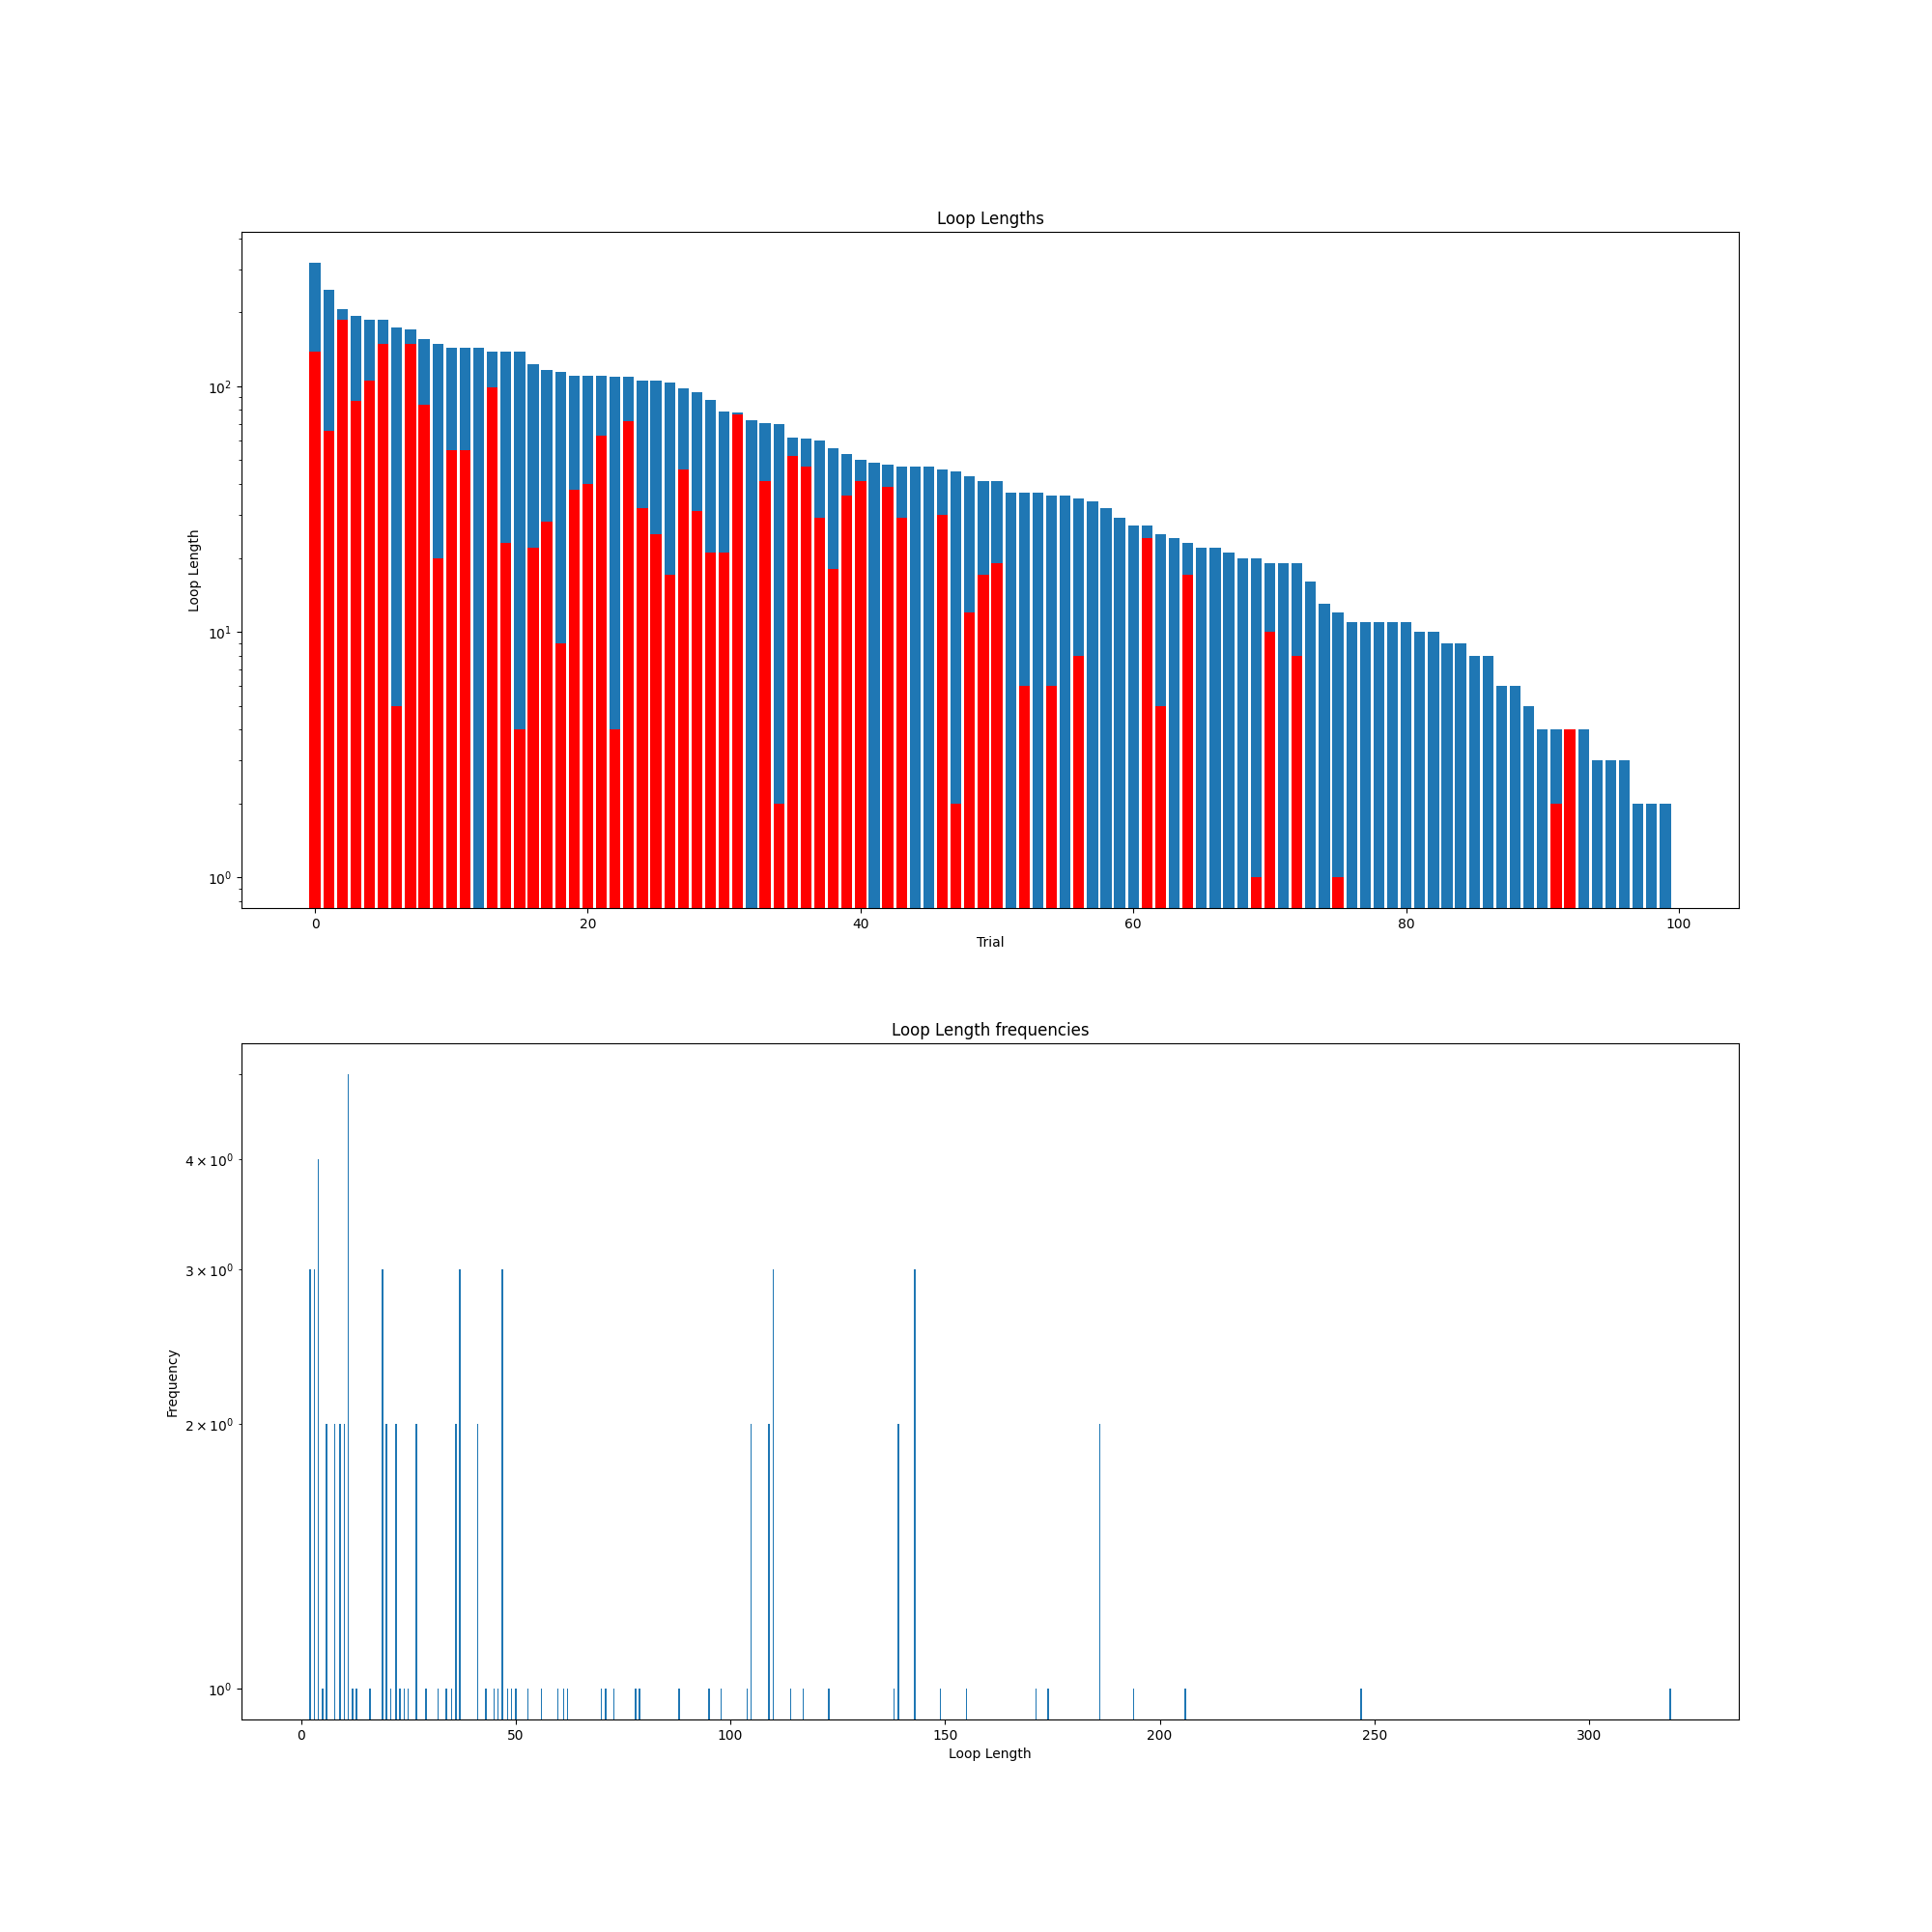 Loop Lengths
10²
10¹
10⁰
Loop Length
0 20 40 60 80 100
Trial
Loop Length frequencies
4 × 10⁰
3 × 10⁰
2 × 10⁰
10⁰
Frequency
0 50 100 150 200 250 300
Loop Length